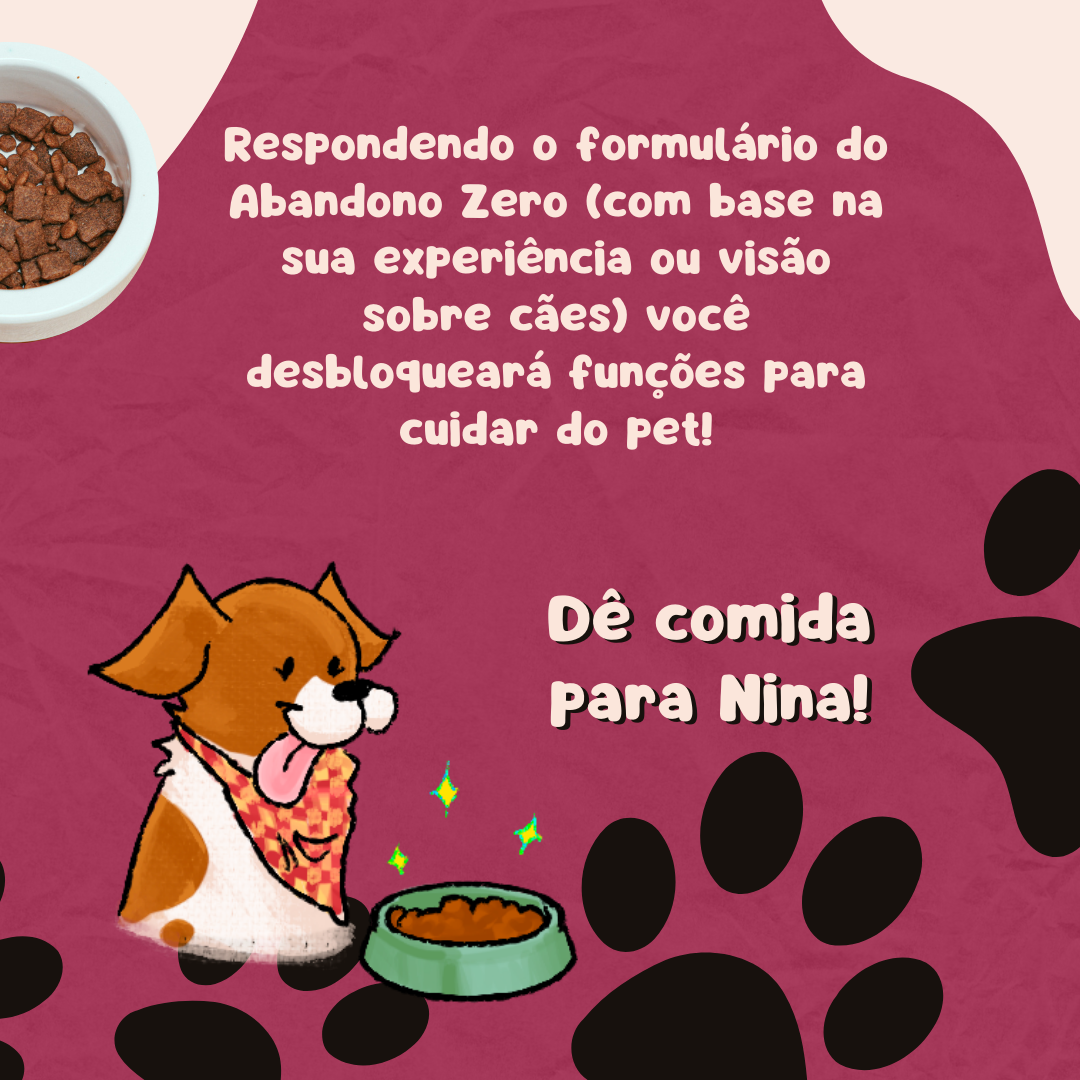 Respondendo o formulário do
Abandono Zero (com base na
sua experiência ou visão
sobre cães) você
desbloqueará funções para
cuidar do pet!
Dê comida
para Nina!